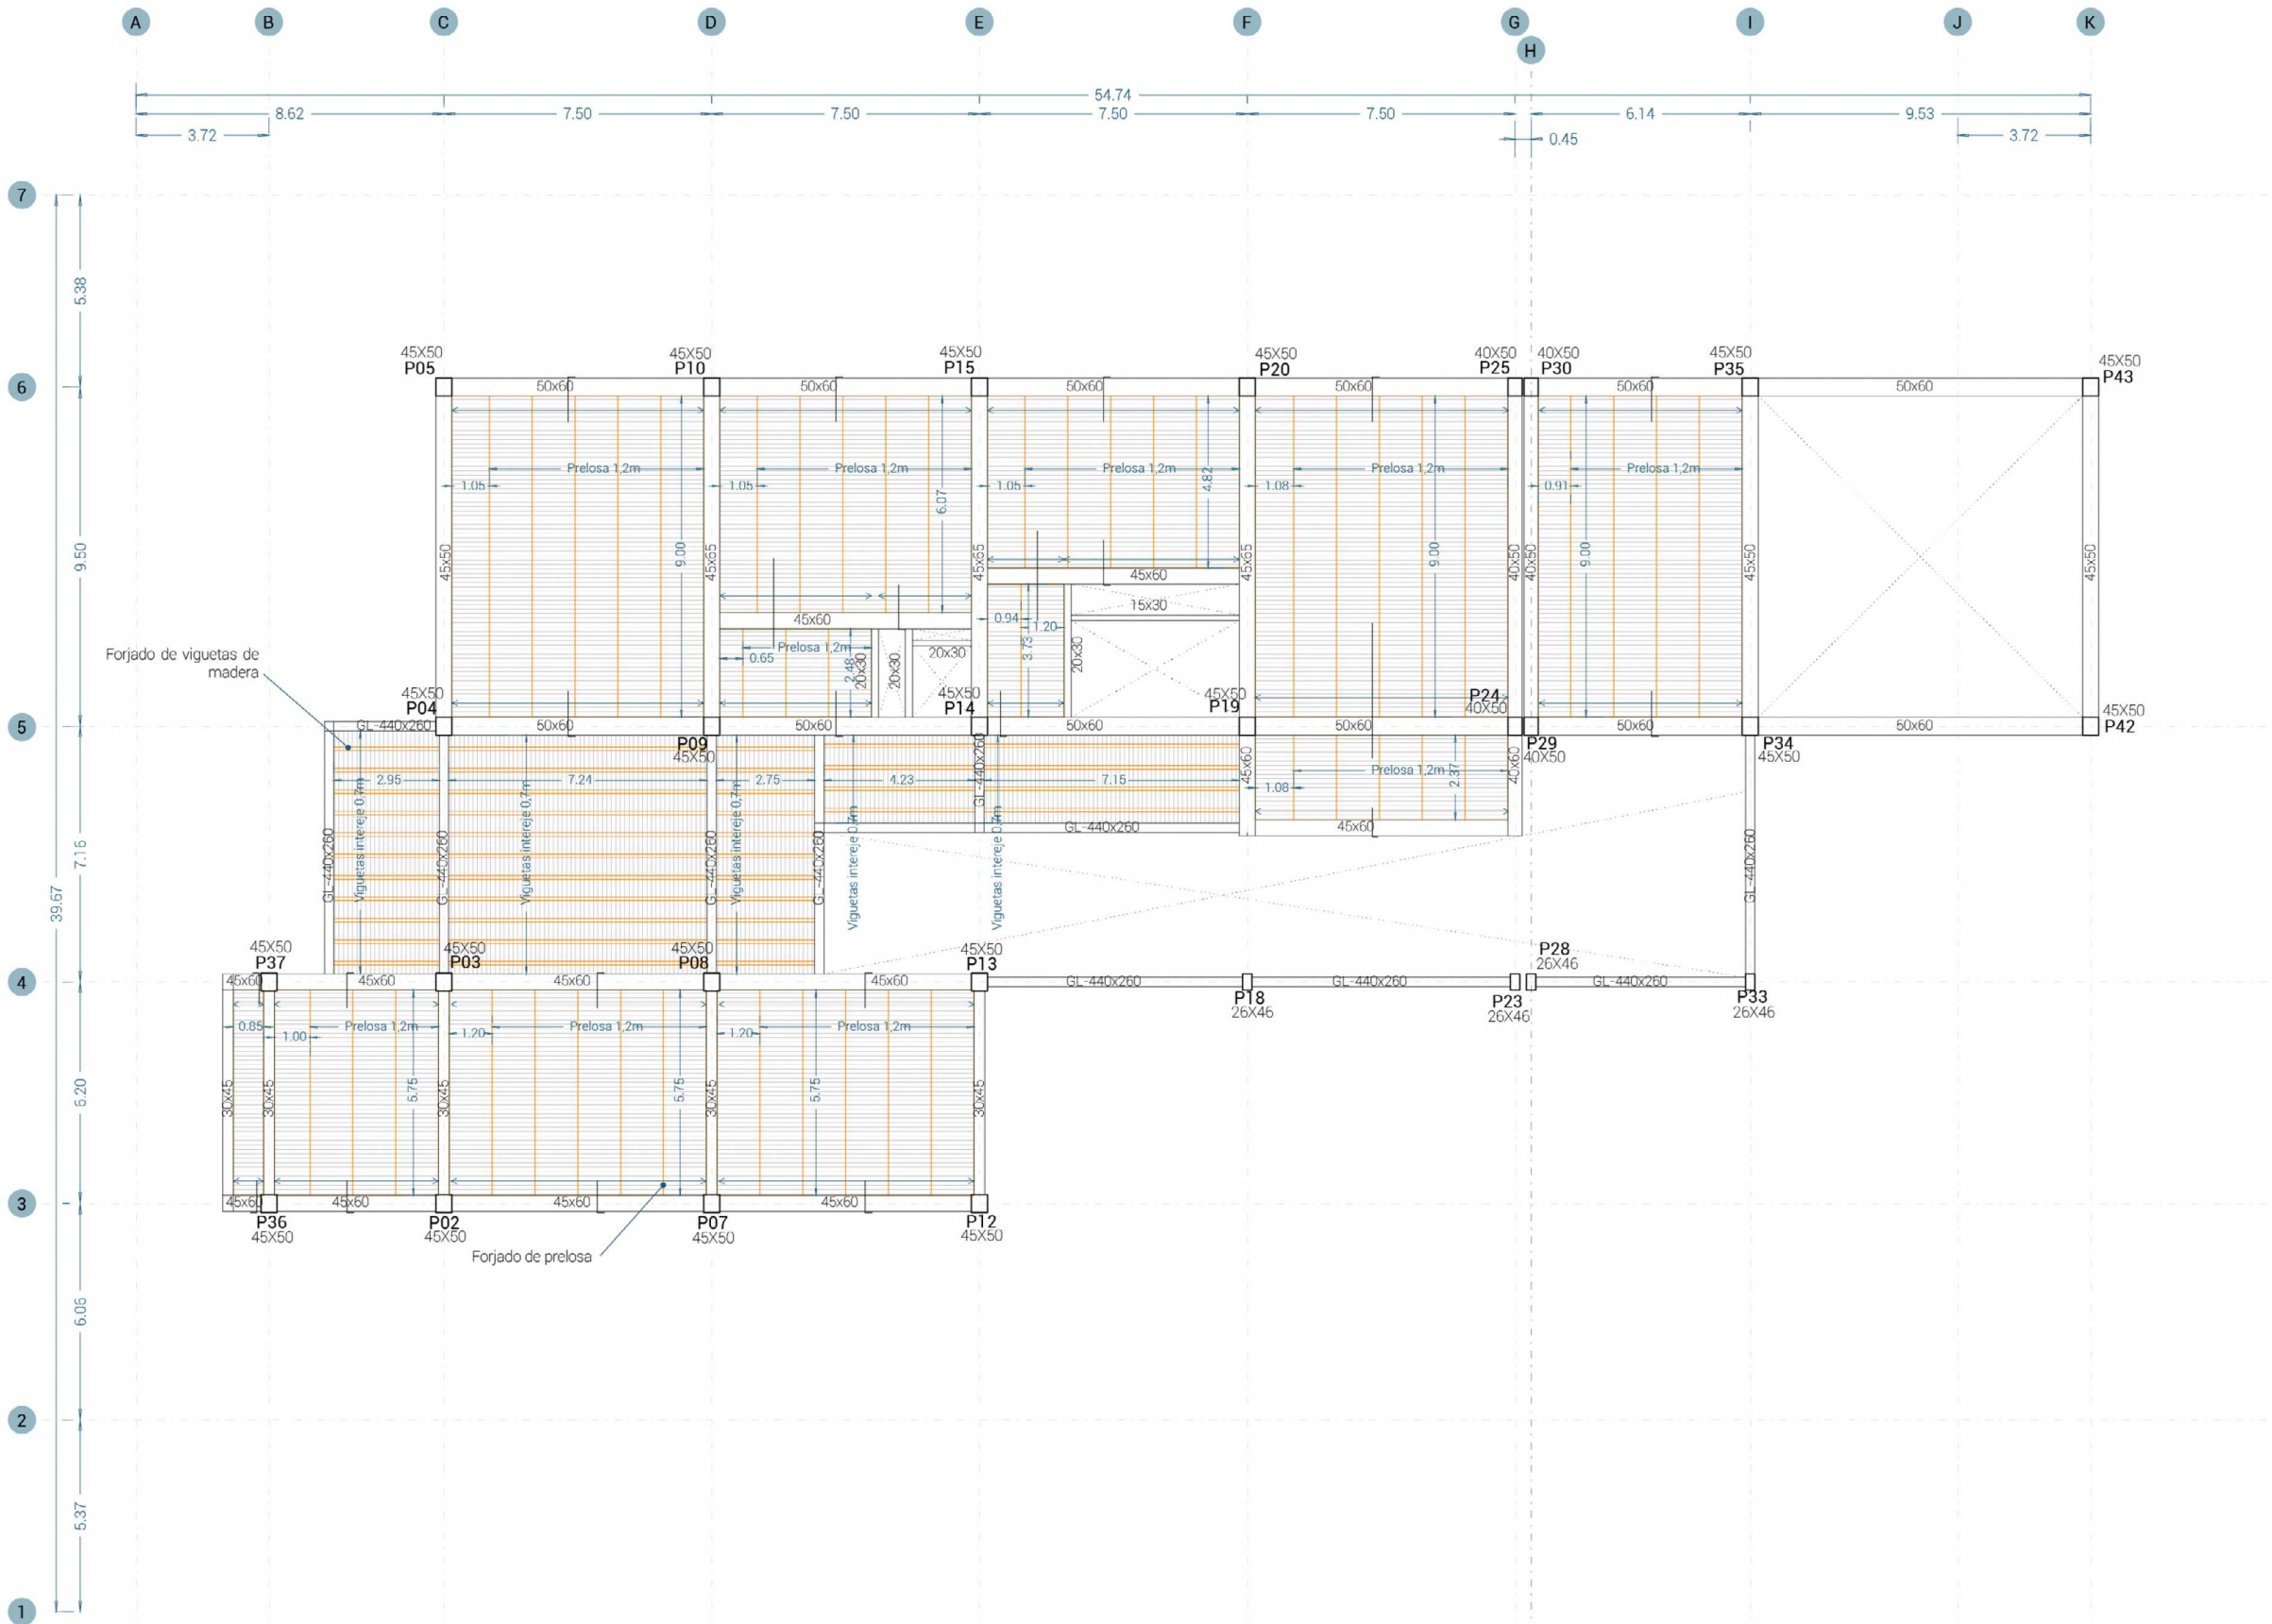 A
B
C
D
E
F
G
H
I
J
K
54.74
8.62
7.50
7.50
7.50
7.50
6.14
9.53
3.72
0.45
3.72
7
5.38
45X50
P05
45X50
P10
45X50
P15
45X50
P20
40X50
P25
40X50
P30
45X50
P35
45X50
P43
6
50x60
50x60
50x60
50x60
50x60
50x60
Prelosa 1,2m
Prelosa 1,2m
Prelosa 1,2m
Prelosa 1,2m
Prelosa 1,2m
1.05
1.05
1.05
1.08
0.91
4.82
6.07
9.50
9.00
9.00
9.00
45x50
45x65
45x65
45x65
40x50
40x50
45x50
45x50
45x60
45x60
15x30
0.94
1.20
3.73
20x30
Prelosa 1,2m
0.65
2.48
20x30
20x30
20x30
Forjado de viguetas de
madera
45X50
P04
45X50
P14
45X50
P19
P24
40X50
45X50
P42
5
GL-440x260
50x60
50x60
50x60
50x60
50x60
50x60
P09
45X50
P29
40X50
P34
45X50
2.95
7.24
2.75
4.23
7.15
GL-440x260
45x60
40x60
Prelosa 1,2m
2.37
1.08
45x60
GL-440x260
Viguetas intereje 0,7m
Viguetas intereje 0,7m
Viguetas intereje 0,7m
Viguetas intereje 0,7m
Viguetas intereje 0,7m
GL-440x260
GL-440x260
GL-440x260
GL-440x260
GL-440x260
7.15
39.67
45X50
P37
45X50
P03
45X50
P08
45X50
P13
P28
26X46
4
45x60
45x60
45x60
45x60
GL-440x260
GL-440x260
GL-440x260
P18
26X46
P23
26X46
P33
26X46
0.85
1.00
Prelosa 1,2m
1.20
Prelosa 1,2m
1.20
Prelosa 1,2m
6.20
30x45
30x45
5.75
30x45
5.75
30x45
5.75
30x45
3
45x60
45x60
45x60
45x60
P36
45X50
P02
45X50
P07
45X50
P12
45X50
Forjado de prelosa
6.06
2
5.37
1